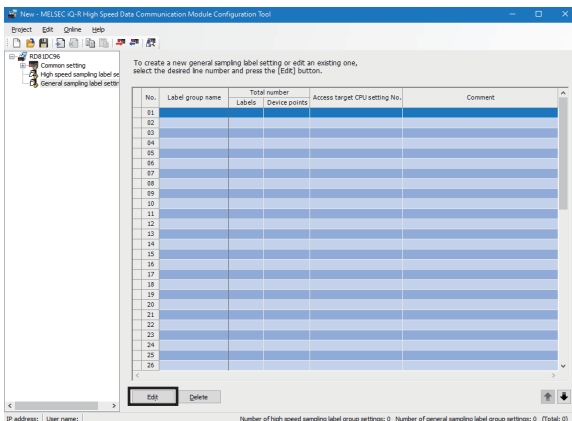 New - MELSEC iQ-R High Speed Data Communication Module Configuration Tool
Project Edit Online Help
RD81DC96
Common setting
High speed sampling label se
General sampling label settin
To create a new general sampling label setting or edit an existing one,
select the desired line number and press the [Edit] button.
No. Label group name Total number Access target CPU setting No. Comment
Labels Device points
01
02
03
04
05
06
07
08
09
10
11
12
13
14
15
16
17
18
19
20
21
22
23
24
25
26
Edit Delete
IP address: User name: Number of high speed sampling label group settings: 0 Number of general sampling label group settings: 0 (Total: 0)